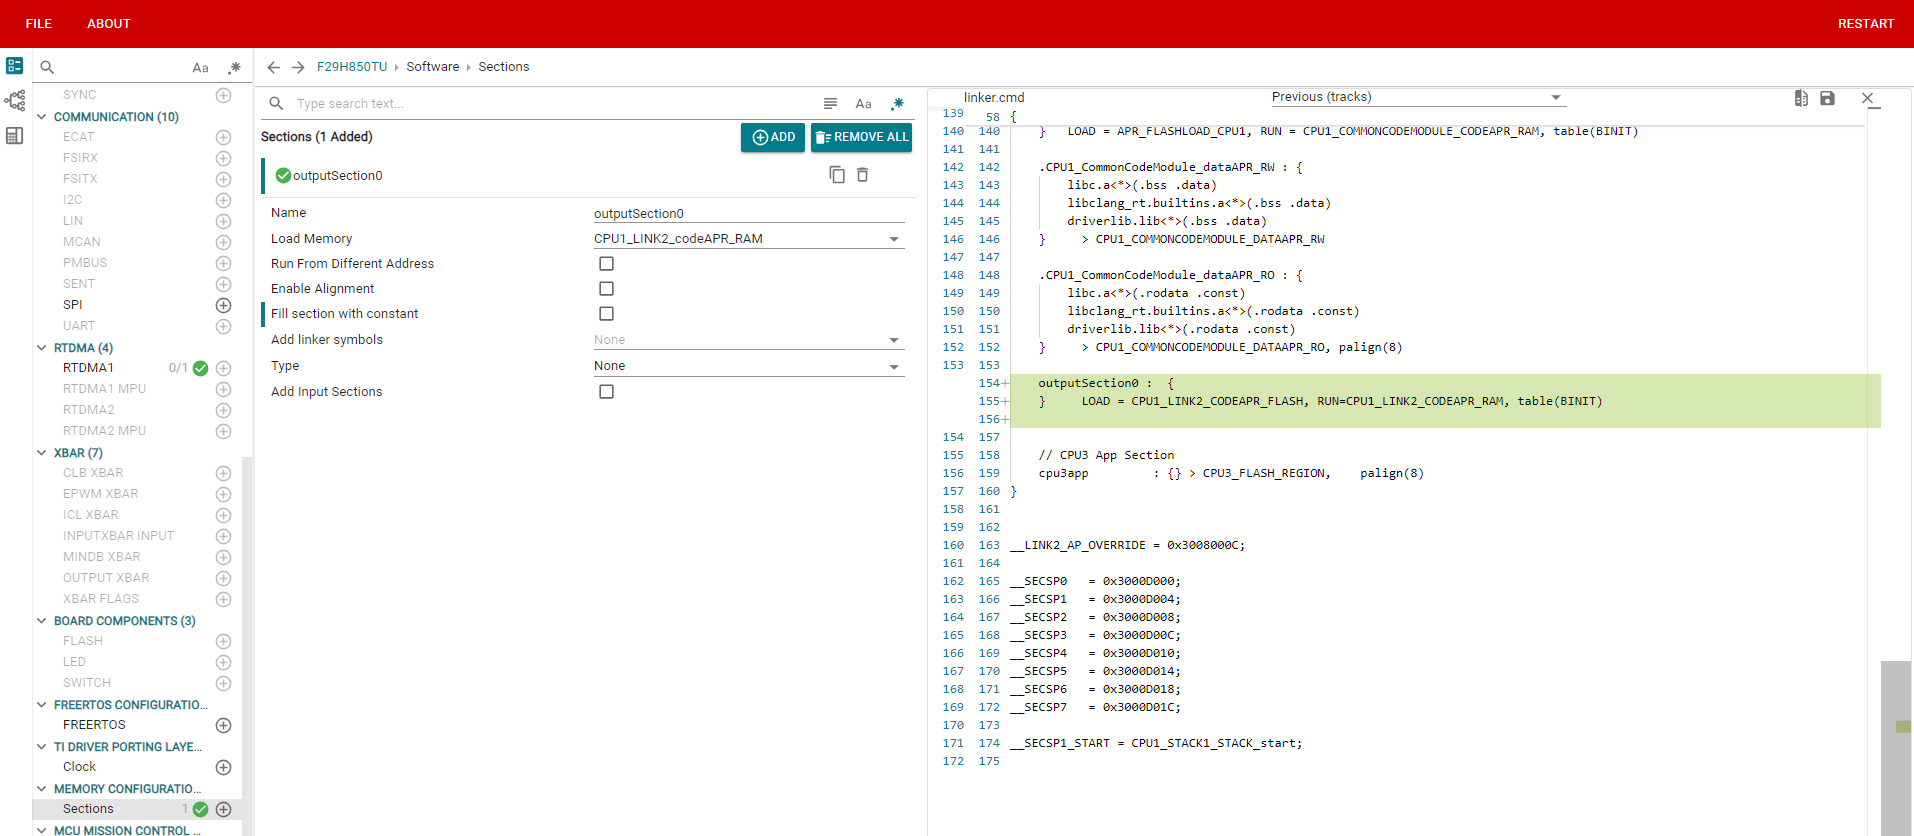 FILE ABOUT RESTART
Aa .*
SYNC
COMMUNICATION (10)
ECAT
FSIRX
FSITX
I2C
LIN
MCAN
PMBUS
SENT
SPI
UART
RTDMA (4)
RTDMA1 0/1
RTDMA1 MPU
RTDMA2
RTDMA2 MPU
XBAR (7)
CLB XBAR
EPWM XBAR
ICL XBAR
INPUTXBAR INPUT
MINDB XBAR
OUTPUT XBAR
XBAR FLAGS
BOARD COMPONENTS (3)
FLASH
LED
SWITCH
FREERTOS CONFIGURATIO...
FREERTOS
TI DRIVER PORTING LAYE...
Clock
MEMORY CONFIGURATIO...
Sections 1
MCU MISSION CONTROL ...
F29H850TU Software Sections
Type search text... Aa .*
Sections (1 Added) ADD REMOVE ALL
outputSection0
Name outputSection0
Load Memory CPU1_LINK2_codeAPR_RAM
Run From Different Address
Enable Alignment
Fill section with constant
Add linker symbols None
Type None
Add Input Sections
linker.cmd Previous (tracks)
139 58 {
140 140 } LOAD = APR_FLASHLOAD_CPU1, RUN = CPU1_COMMONCODEMODULE_CODEAPR_RAM, table(BINIT)
141 141
142 142 .CPU1_CommonCodeModule_dataAPR_RW : {
143 143 libc.a<*>(.bss .data)
144 144 libclang_rt.builtins.a<*>(.bss .data)
145 145 driverlib.lib<*>(.bss .data)
146 146 } > CPU1_COMMONCODEMODULE_DATAAPR_RW
147 147
148 148 .CPU1_CommonCodeModule_dataAPR_RO : {
149 149 libc.a<*>(.rodata .const)
150 150 libclang_rt.builtins.a<*>(.rodata .const)
151 151 driverlib.lib<*>(.rodata .const)
152 152 } > CPU1_COMMONCODEMODULE_DATAAPR_RO, palign(8)
153 153
154+ outputSection0 : {
155+ } LOAD = CPU1_LINK2_CODEAPR_FLASH, RUN=CPU1_LINK2_CODEAPR_RAM, table(BINIT)
156+
154 157
155 158 // CPU3 App Section
156 159 cpu3app : {} > CPU3_FLASH_REGION, palign(8)
157 160 }
158 161
159 162
160 163 __LINK2_AP_OVERRIDE = 0x3008000C;
161 164
162 165 __SECSP0 = 0x3000D000;
163 166 __SECSP1 = 0x3000D004;
164 167 __SECSP2 = 0x3000D008;
165 168 __SECSP3 = 0x3000D00C;
166 169 __SECSP4 = 0x3000D010;
167 170 __SECSP5 = 0x3000D014;
168 171 __SECSP6 = 0x3000D018;
169 172 __SECSP7 = 0x3000D01C;
170 173
171 174 __SECSP1_START = CPU1_STACK1_STACK_start;
172 175